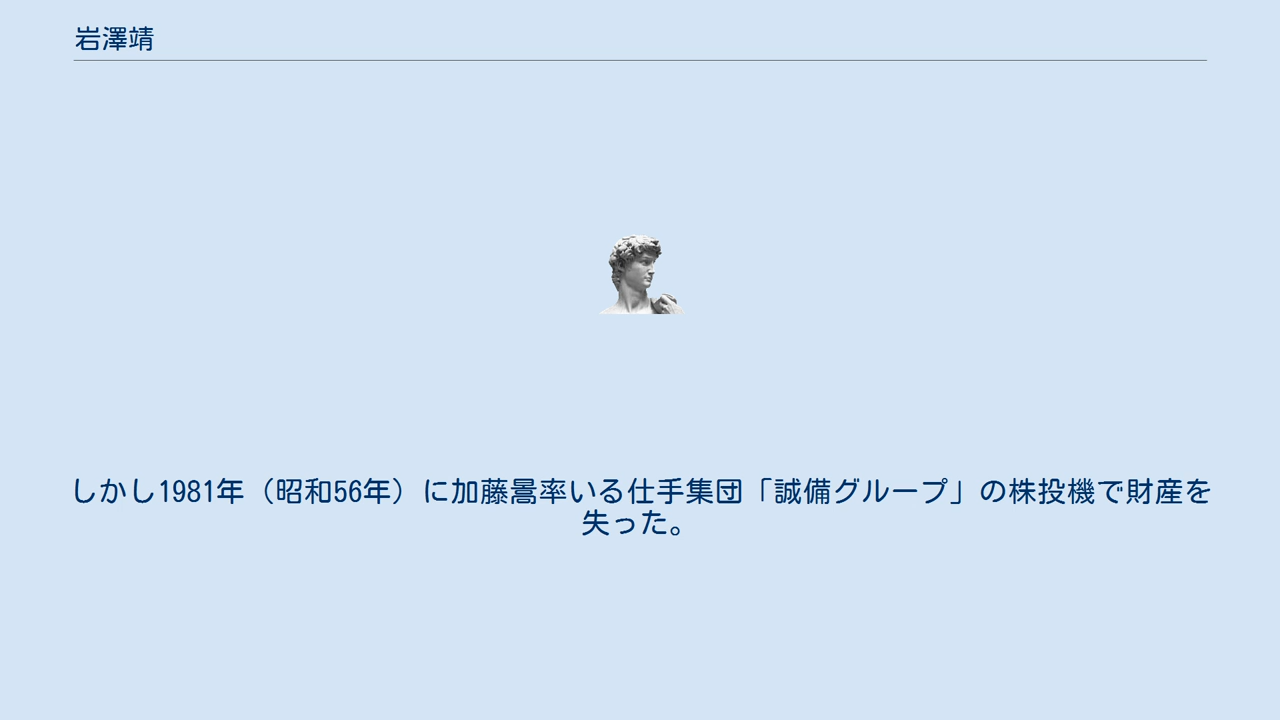 岩澤靖
しかし1981年（昭和56年）に加藤暠率いる仕手集団「誠備グループ」の株投機で財産を
失った。